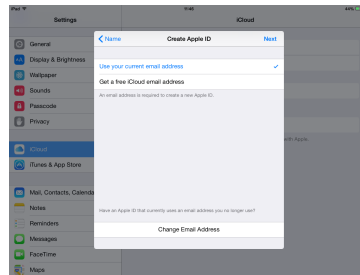 iPad
9:46
44%
Settings
iCloud
General
Display & Brightness
Wallpaper
Sounds
Passcode
Privacy
iCloud
iTunes & App Store
Mail, Contacts, Calenda
Notes
Reminders
Messages
FaceTime
Maps
Name
Create Apple ID
Next
Use your current email address
Get a free iCloud email address
An email address is required to create a new Apple ID.
Have an Apple ID that currently uses an email address you no longer use?
Change Email Address
with Apple.